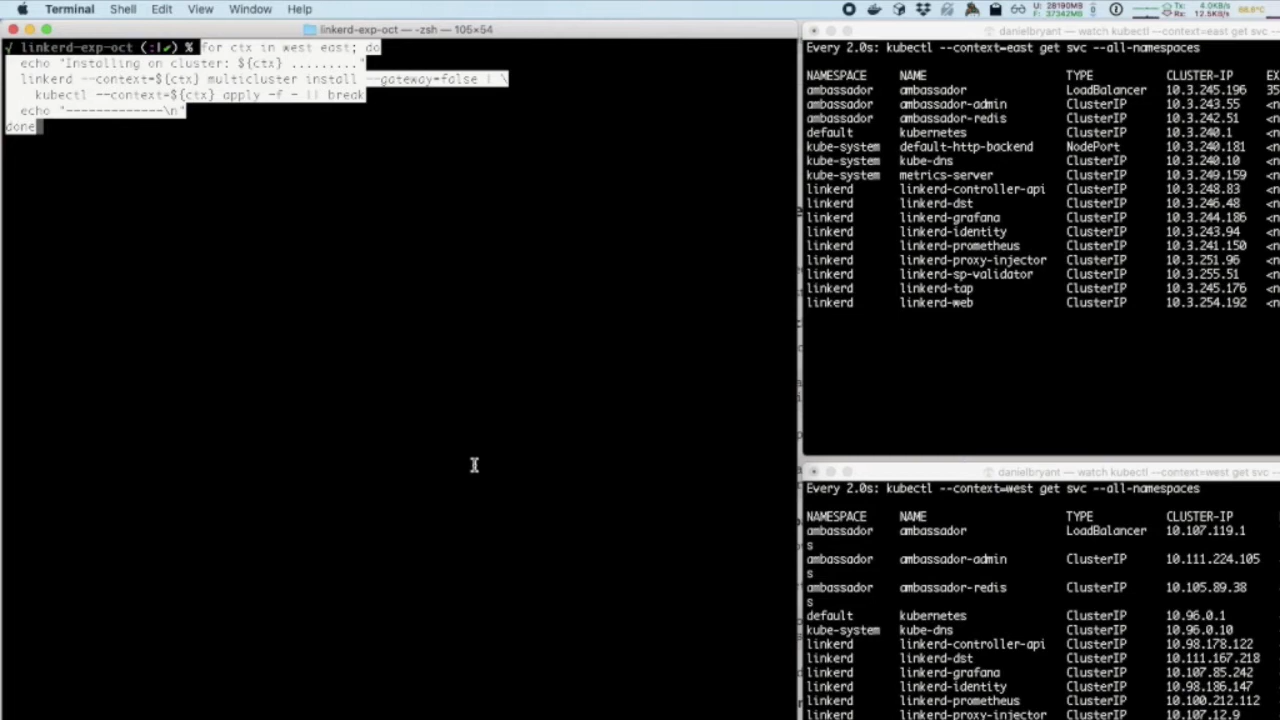 Terminal Shell Edit View Window Help
U: 28190MB
F: 37342MB
Tx: 4.0KB/s
Rx: 12.5KB/s
linkerd-exp-oct — -zsh — 105×54
√ linkerd-exp-oct (:|✔) % for ctx in west east; do
echo "Installing on cluster: ${ctx} ........."
linkerd --context=${ctx} multicluster install --gateway=false | \
kubectl --context=${ctx} apply -f - || break
echo "-------------\n"
done
danielbryant — watch kubectl --context=east get svc --all-namespaces
Every 2.0s: kubectl --context=east get svc --all-namespaces
NAMESPACE NAME TYPE CLUSTER-IP EX
ambassador ambassador LoadBalancer 10.3.245.196 35
ambassador ambassador-admin ClusterIP 10.3.243.55 <n
ambassador ambassador-redis ClusterIP 10.3.242.51 <n
default kubernetes ClusterIP 10.3.240.1 <n
kube-system default-http-backend NodePort 10.3.240.181 <n
kube-system kube-dns ClusterIP 10.3.240.10 <n
kube-system metrics-server ClusterIP 10.3.249.159 <n
linkerd linkerd-controller-api ClusterIP 10.3.248.83 <n
linkerd linkerd-dst ClusterIP 10.3.246.48 <n
linkerd linkerd-grafana ClusterIP 10.3.244.186 <n
linkerd linkerd-identity ClusterIP 10.3.243.94 <n
linkerd linkerd-prometheus ClusterIP 10.3.241.150 <n
linkerd linkerd-proxy-injector ClusterIP 10.3.251.96 <n
linkerd linkerd-sp-validator ClusterIP 10.3.255.51 <n
linkerd linkerd-tap ClusterIP 10.3.245.176 <n
linkerd linkerd-web ClusterIP 10.3.254.192 <n
danielbryant — watch kubectl --context=west get svc --all-namespaces
Every 2.0s: kubectl --context=west get svc --all-namespaces
NAMESPACE NAME TYPE CLUSTER-IP
ambassador ambassador LoadBalancer 10.107.119.1
s
ambassador ambassador-admin ClusterIP 10.111.224.105
s
ambassador ambassador-redis ClusterIP 10.105.89.38
s
default kubernetes ClusterIP 10.96.0.1
kube-system kube-dns ClusterIP 10.96.0.10
linkerd linkerd-controller-api ClusterIP 10.98.178.122
linkerd linkerd-dst ClusterIP 10.111.167.218
linkerd linkerd-grafana ClusterIP 10.107.85.242
linkerd linkerd-identity ClusterIP 10.98.186.147
linkerd linkerd-prometheus ClusterIP 10.100.212.112
linkerd linkerd-proxy-injector ClusterIP 10.107.12.9